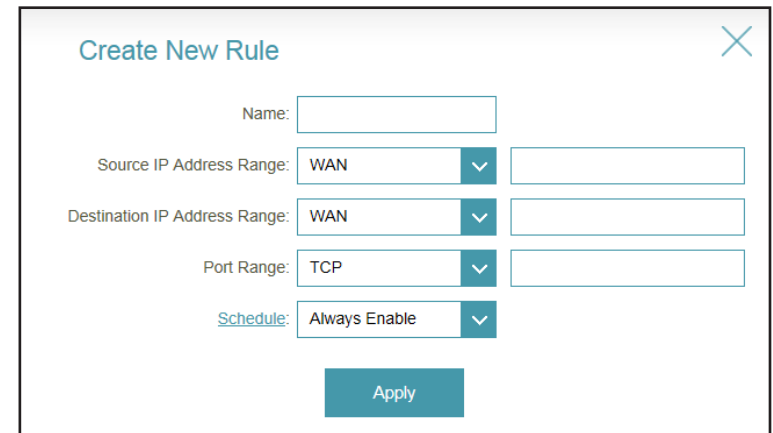 Create New Rule
Name:
Source IP Address Range: WAN
Destination IP Address Range: WAN
Port Range: TCP
Schedule: Always Enable
Apply